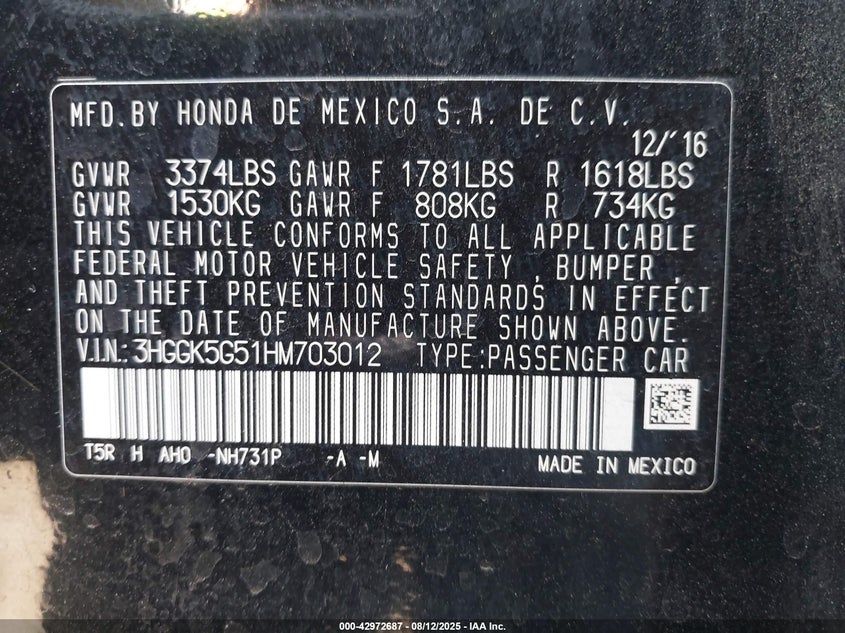 MFD. BY HONDA DE MEXICO S.A. DE C.V.
12/'16
GVWR 3374LBS GAWR F 1781LBS R 1618LBS
GVWR 1530KG GAWR F 808KG R 734KG
THIS VEHICLE CONFORMS TO ALL APPLICABLE
FEDERAL MOTOR VEHICLE SAFETY , BUMPER ,
AND THEFT PREVENTION STANDARDS IN EFFECT
ON THE DATE OF MANUFACTURE SHOWN ABOVE.
V.I.N.: 3HGGK5G51HM703012 TYPE:PASSENGER CAR
T5R H AHO -NH731P -A -M
MADE IN MEXICO
000-42972687 - 08/12/2025 - IAA Inc.